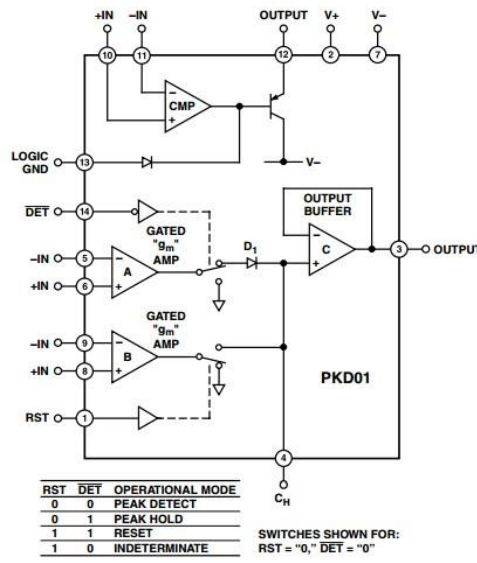 +IN –IN OUTPUT V+ V–
10 11 12 2 7
– CMP +
V–
LOGIC GND 13
DET 14
OUTPUT BUFFER
GATED "gm" AMP
D1
–IN 5 – A
+IN 6 +
– C +
3 OUTPUT
GATED "gm" AMP
–IN 9 – B
+IN 8 +
PKD01
RST 1
4
CH
RST DET OPERATIONAL MODE
0 0 PEAK DETECT
0 1 PEAK HOLD
1 1 RESET
1 0 INDETERMINATE
SWITCHES SHOWN FOR:
RST = “0,” DET = “0”